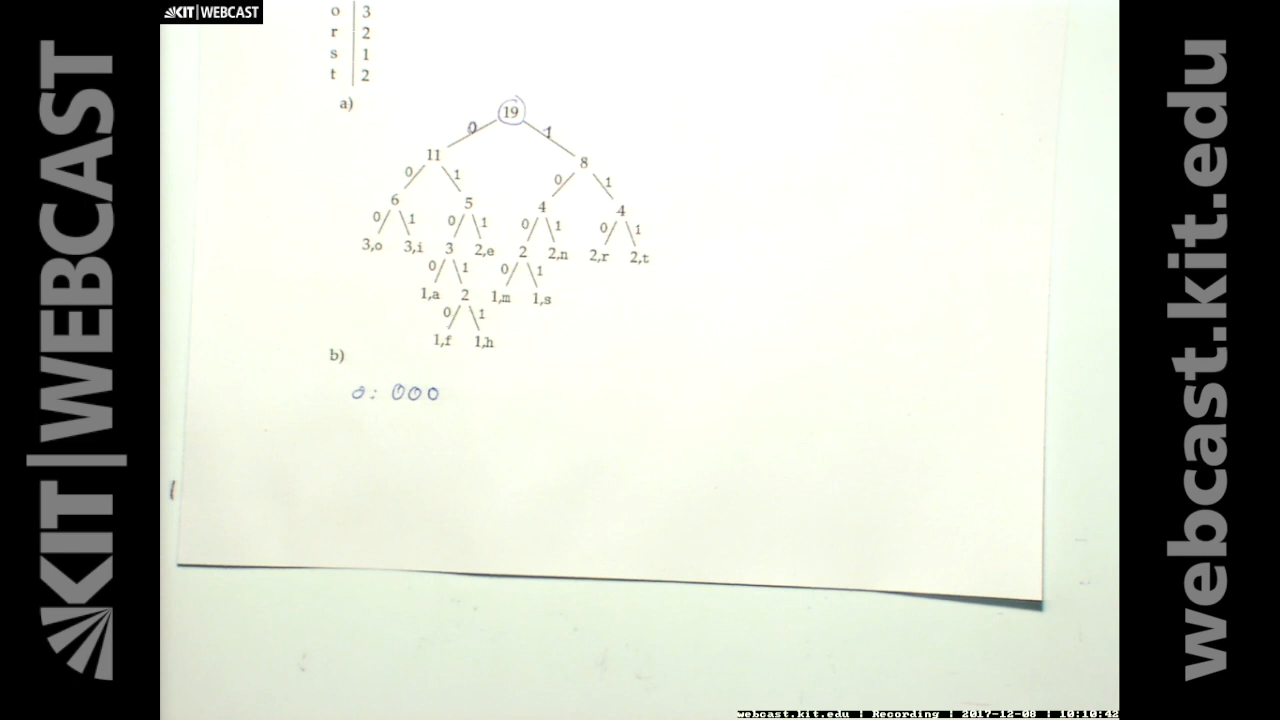 KIT|WEBCAST
o 3
r 2
s 1
t 2
a)
19
0 1
11 8
0 1 0 1
6 5 4 4
0 1 0 1 0 1 0 1
3,o 3,i 3 2,e 2 2,n 2,r 2,t
0 1 0 1
1,a 2 1,m 1,s
0 1
1,f 1,h
b)
o: 000
KIT|WEBCAST
webcast.kit.edu
webcast.kit.edu | Recording | 2017-12-08 | 10:10:42